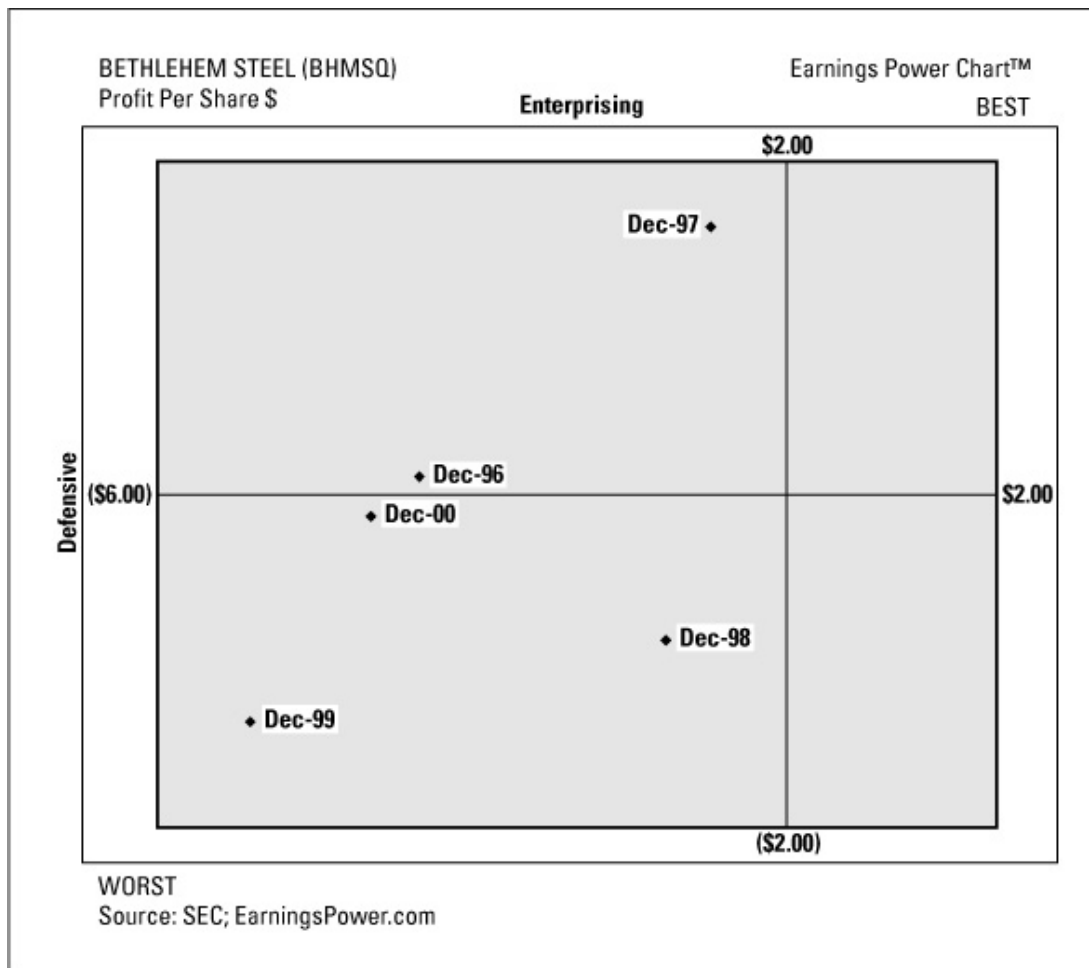 BETHLEHEM STEEL (BHMSQ)
Earnings Power Chart™
Profit Per Share $
Enterprising
BEST
$2.00
Dec-97
Dec-96
Defensive
($6.00)
$2.00
Dec-00
Dec-98
Dec-99
($2.00)
WORST
Source: SEC; EarningsPower.com